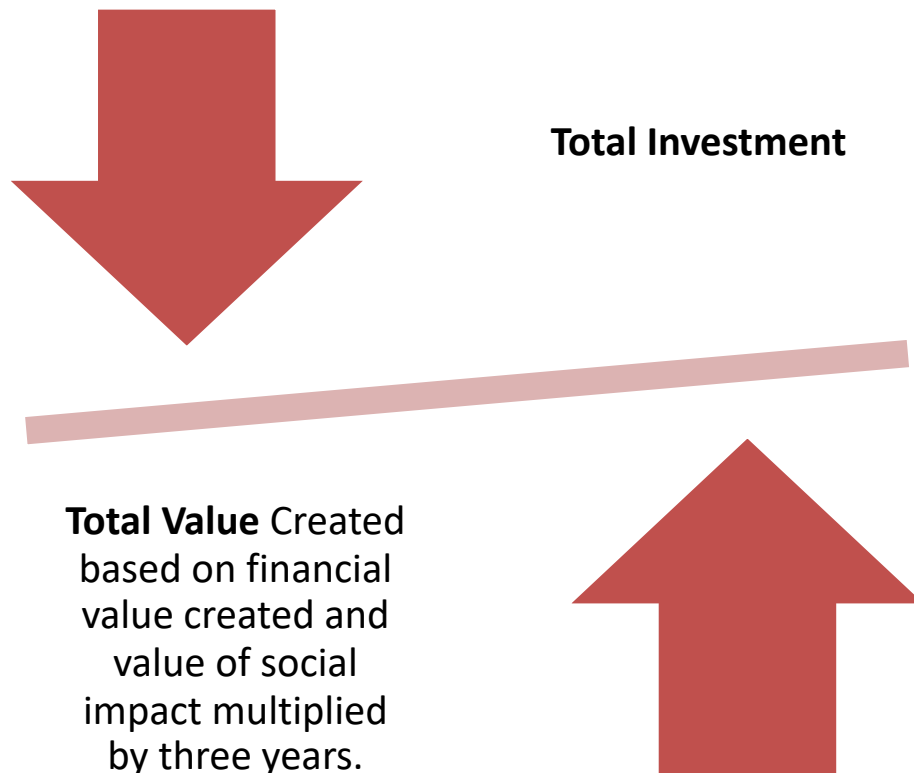 Total Investment
Total Value Created
based on financial
value created and
value of social
impact multiplied
by three years.